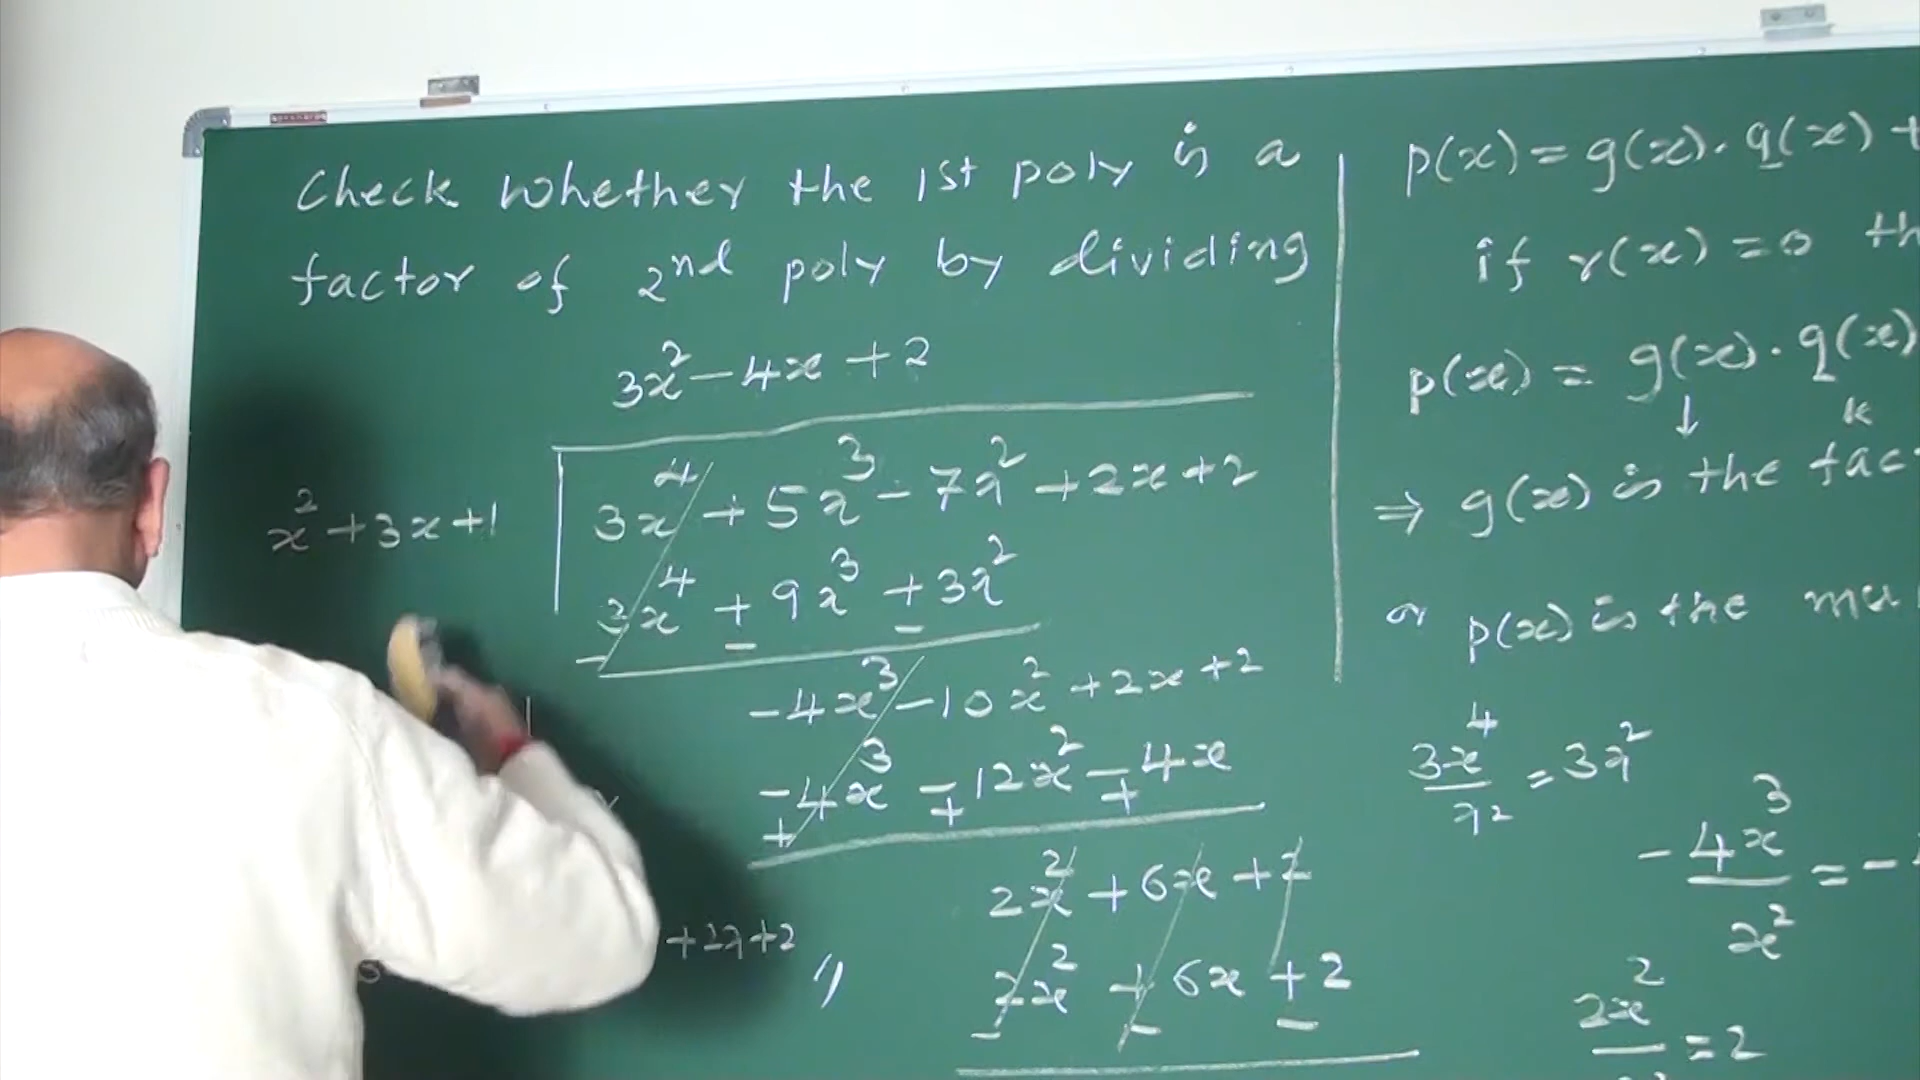 Check whether the 1st poly is a
factor of 2nd poly by dividing
3x² - 4x + 2
x² + 3x + 1
3x⁴ + 5x³ - 7x² + 2x + 2
3x⁴ + 9x³ + 3x²
- - -
-4x³ - 10x² + 2x + 2
-4x³ - 12x² - 4x
+ + +
2x² + 6x + 2
2x² + 6x + 2
- - -
+ 2x + 2 is
p(x) = g(x) . q(x) +
if r(x) = 0 th
p(x) = g(x) . q(x)
↓ k
⇒ g(x) is the fac
or p(x) is the mu
3x⁴/x² = 3x²
-4x³/x² = -
2x²/ = 2